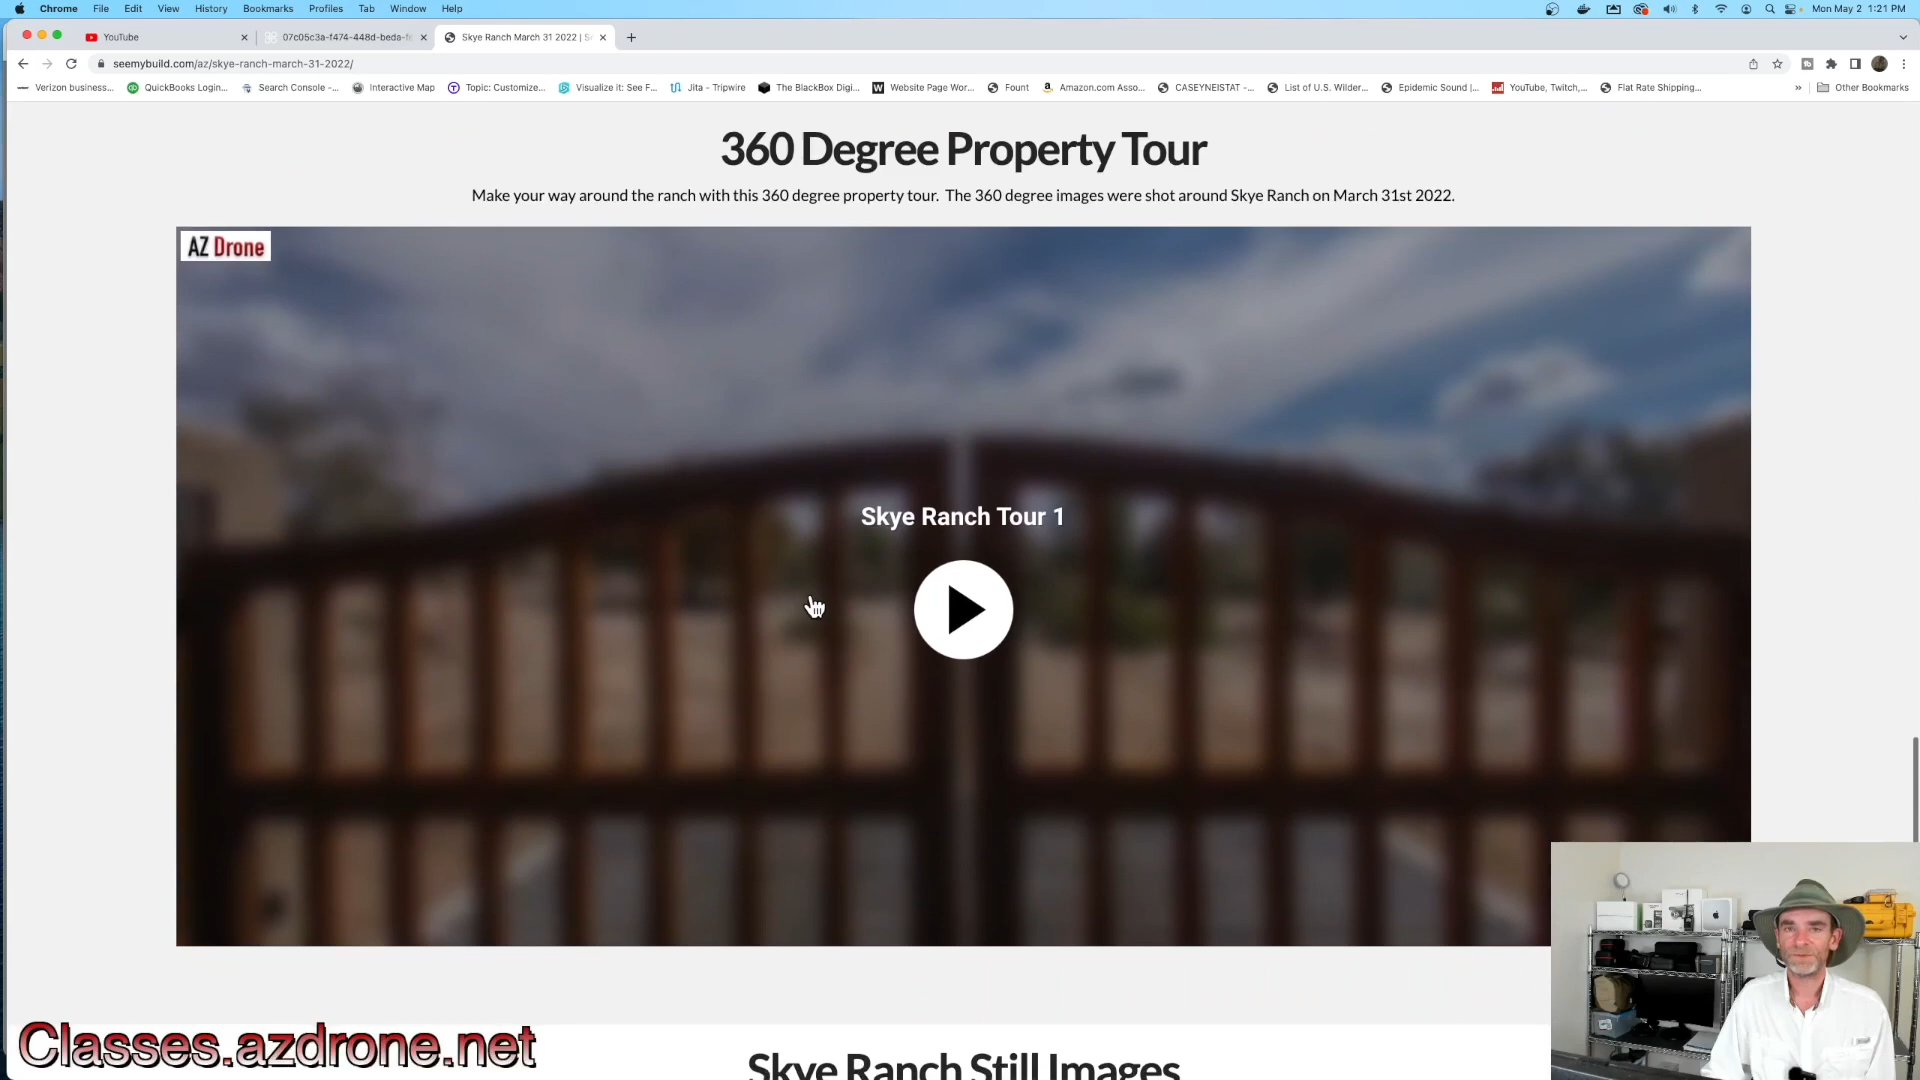 Chrome File Edit View History Bookmarks Profiles Tab Window Help Mon May 2 1:21 PM
YouTube 07c05c3a-f474-448d-beda-fe Skye Ranch March 31 2022 | S
seemybuild.com/az/skye-ranch-march-31-2022/
Verizon business... QuickBooks Login... Search Console -... Interactive Map Topic: Customize... Visualize it: See F... Jita - Tripwire The BlackBox Digi... Website Page Wor... Fount Amazon.com Asso... CASEYNEISTAT -... List of U.S. Wilder... Epidemic Sound |... YouTube, Twitch,... Flat Rate Shipping... » Other Bookmarks
360 Degree Property Tour
Make your way around the ranch with this 360 degree property tour. The 360 degree images were shot around Skye Ranch on March 31st 2022.
AZ Drone
Skye Ranch Tour 1
Classes.azdrone.net
Skye Ranch Still Images